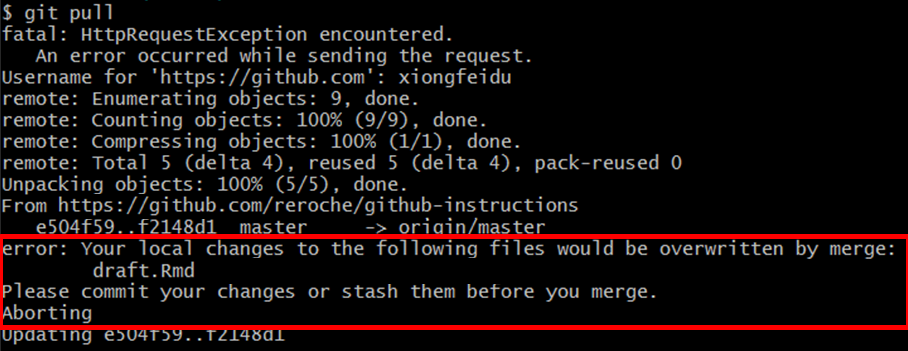 $ git pull
fatal: HttpRequestException encountered.
   An error occurred while sending the request.
Username for 'https://github.com': xiongfeidu
remote: Enumerating objects: 9, done.
remote: Counting objects: 100% (9/9), done.
remote: Compressing objects: 100% (1/1), done.
remote: Total 5 (delta 4), reused 5 (delta 4), pack-reused 0
Unpacking objects: 100% (5/5), done.
From https://github.com/reroche/github-instructions
   e504f59..f2148d1  master     -> origin/master
error: Your local changes to the following files would be overwritten by merge:
        draft.Rmd
Please commit your changes or stash them before you merge.
Aborting
Updating e504f59..f2148d1